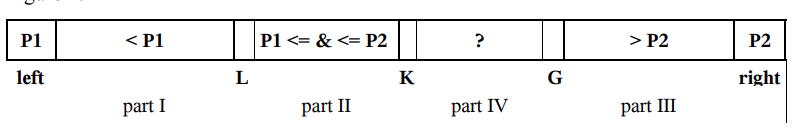 P1 < P1 P1 <= & <= P2 ? > P2 P2
left L K G right
part I part II part IV part III